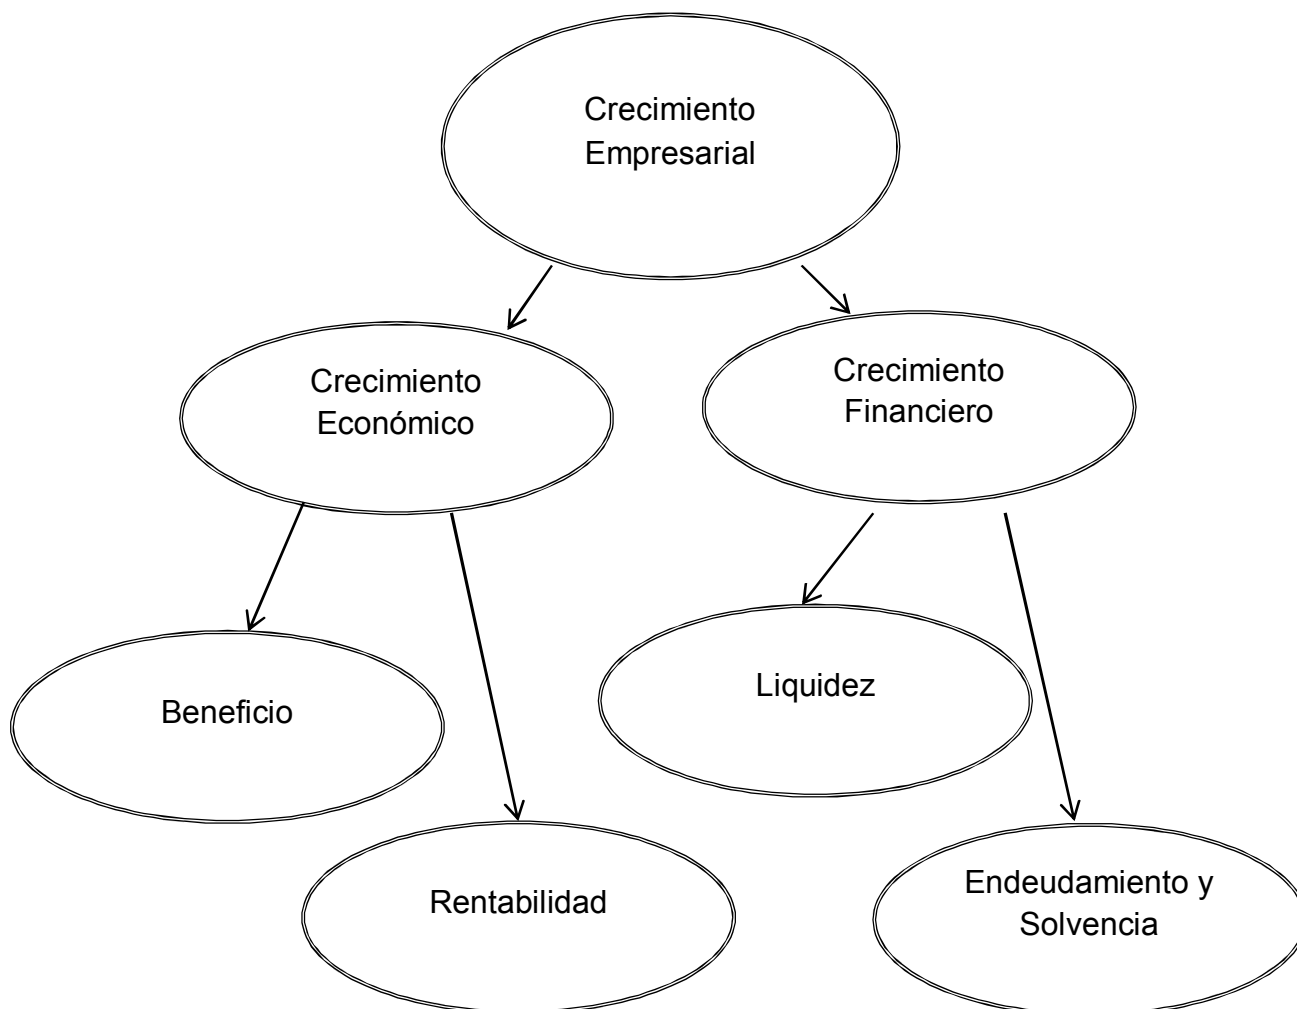 Crecimiento
Empresarial
Crecimiento
Económico
Crecimiento
Financiero
Beneficio
Liquidez
Rentabilidad
Endeudamiento y
Solvencia